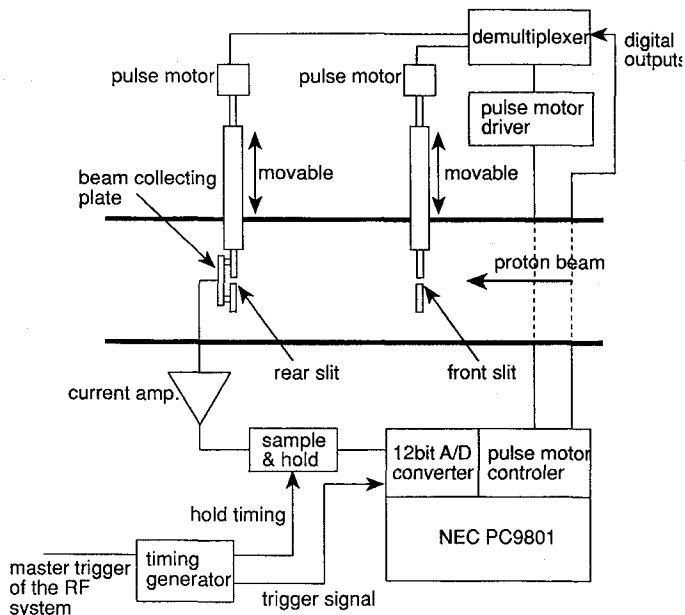 demultiplexer
digital
outputs
pulse motor
pulse motor
pulse motor
driver
movable
movable
beam collecting
plate
proton beam
rear slit
front slit
current amp.
sample
& hold
12bit A/D
converter
pulse motor
controler
hold timing
NEC PC9801
master trigger
of the RF
system
timing
generator
trigger signal